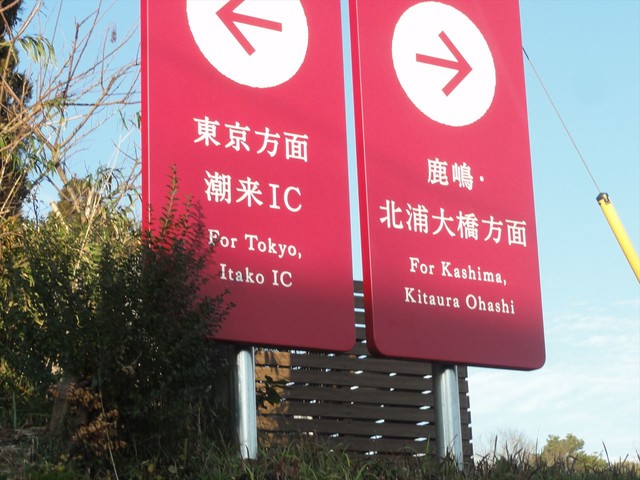 東京方面
潮来IC
For Tokyo,
Itako IC
鹿嶋・
北浦大橋方面
For Kashima,
Kitaura Ohashi